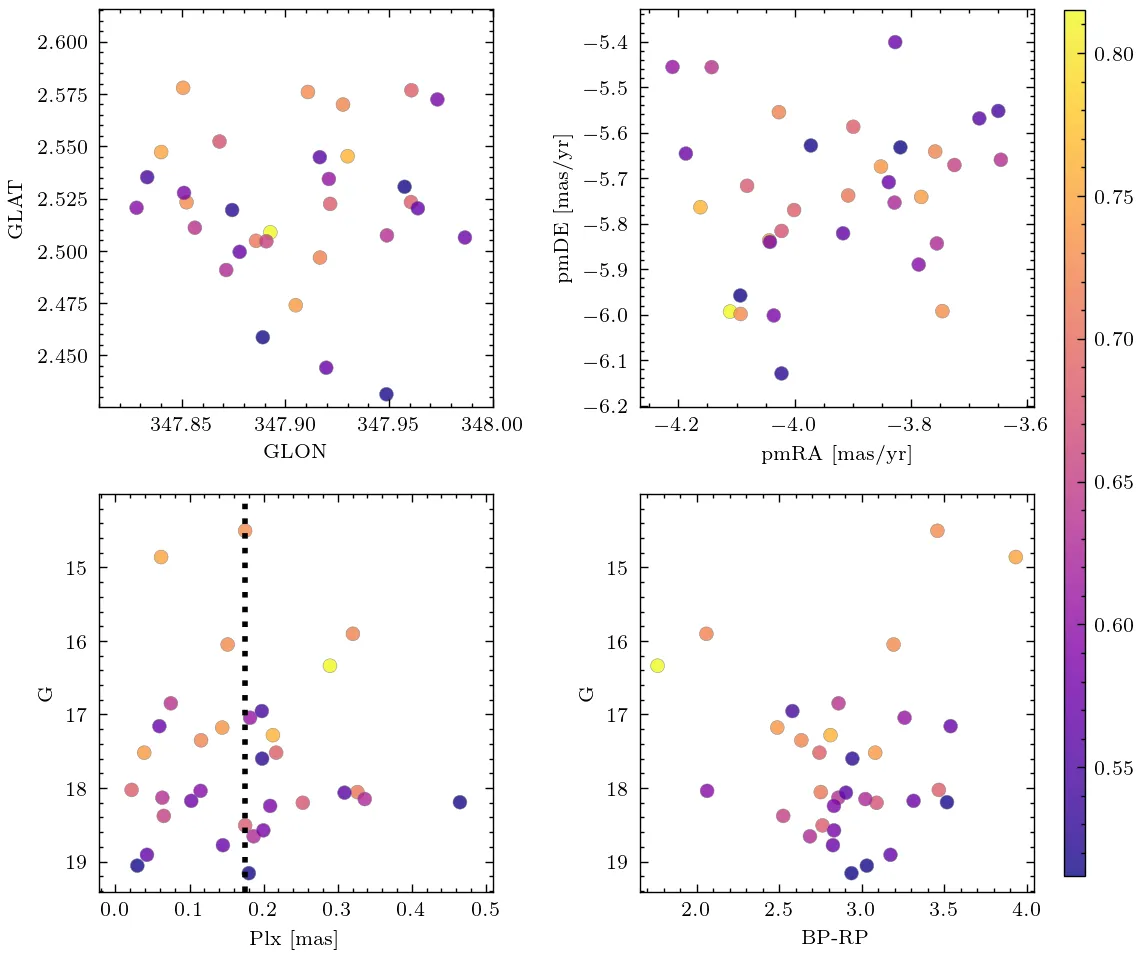 2.600
2.575
2.550
2.525
2.500
2.475
2.450
GLAT
347.85 347.90 347.95 348.00
GLON
−5.4
−5.5
−5.6
−5.7
−5.8
−5.9
−6.0
−6.1
−6.2
pmDE [mas/yr]
−4.2 −4.0 −3.8 −3.6
pmRA [mas/yr]
0.80
0.75
0.70
0.65
0.60
0.55
15
16
17
18
19
G
0.0 0.1 0.2 0.3 0.4 0.5
Plx [mas]
15
16
17
18
19
G
2.0 2.5 3.0 3.5 4.0
BP-RP